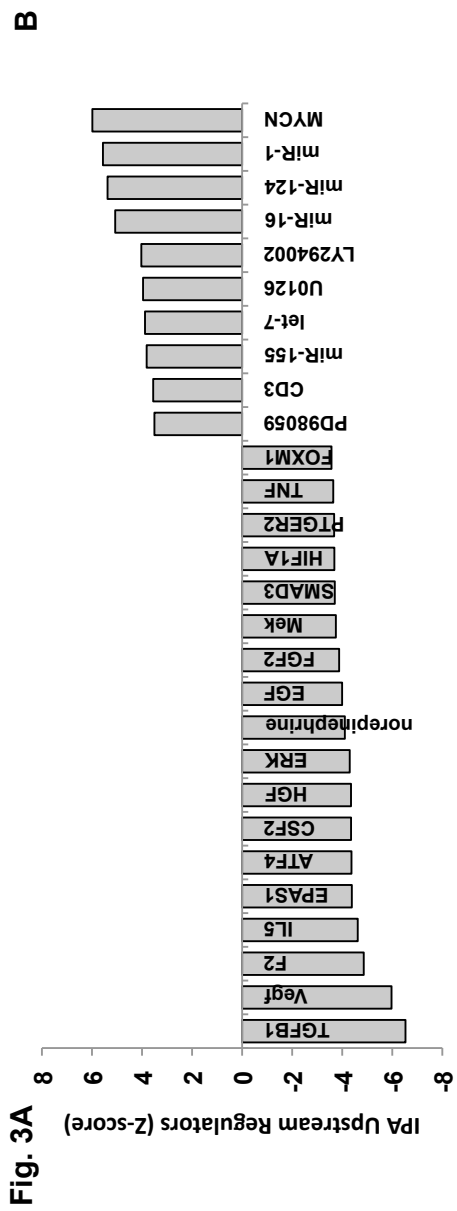 Fig. 3A
B
IPA Upstream Regulators (Z-score)
8
6
4
2
0
-2
-4
-6
-8
TGFB1
Vegf
F2
IL5
EPAS1
ATF4
CSF2
HGF
ERK
norepinephrine
EGF
FGF2
Mek
SMAD3
HIF1A
PTGER2
TNF
FOXM1
PD98059
CD3
miR-155
let-7
U0126
LY294002
miR-16
miR-124
miR-1
MYCN